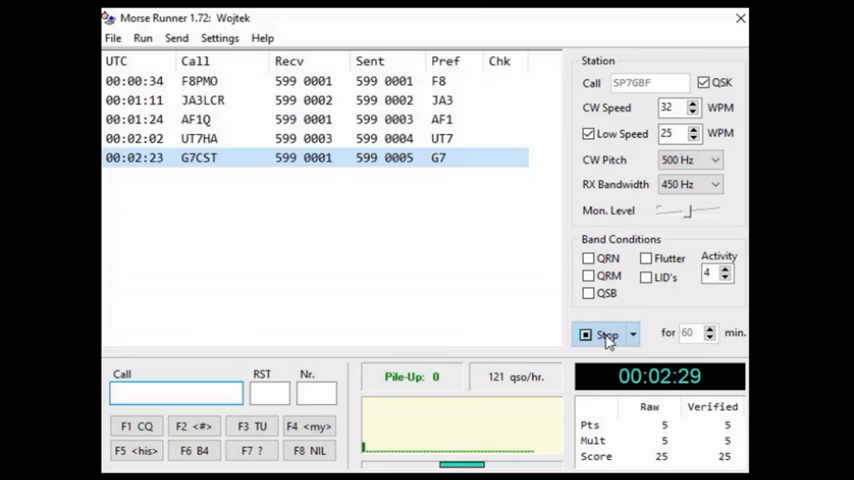 Morse Runner 1.72: Wojtek
File Run Send Settings Help
UTC Call Recv Sent Pref Chk
00:00:34 F8PMO 599 0001 599 0001 F8
00:01:11 JA3LCR 599 0002 599 0002 JA3
00:01:24 AF1Q 599 0001 599 0003 AF1
00:02:02 UT7HA 599 0003 599 0004 UT7
00:02:23 G7CST 599 0001 599 0005 G7
Station
Call SP7GBF QSK
CW Speed 32 WPM
Low Speed 25 WPM
CW Pitch 500 Hz
RX Bandwidth 450 Hz
Mon. Level
Band Conditions
QRN Flutter Activity
QRM LID's 4
QSB
Stop for 60 min.
Call RST Nr.
F1 CQ F2 <#> F3 TU F4 <my>
F5 <his> F6 B4 F7 ? F8 NIL
Pile-Up: 0 121 qso/hr.
00:02:29
Raw Verified
Pts 5 5
Mult 5 5
Score 25 25